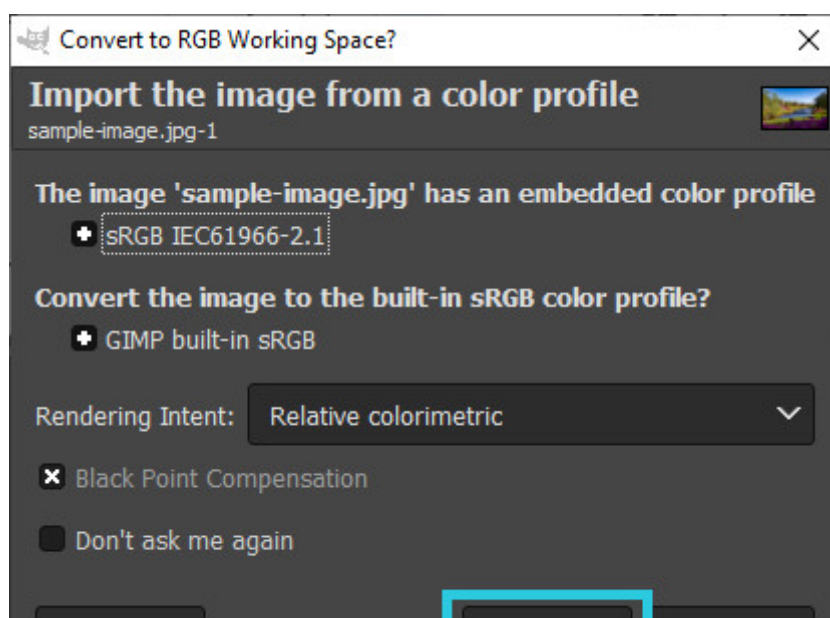 Convert to RGB Working Space?
Import the image from a color profile
sample-image.jpg-1
The image 'sample-image.jpg' has an embedded color profile
sRGB IEC61966-2.1
Convert the image to the built-in sRGB color profile?
GIMP built-in sRGB
Rendering Intent: Relative colorimetric
Black Point Compensation
Don't ask me again